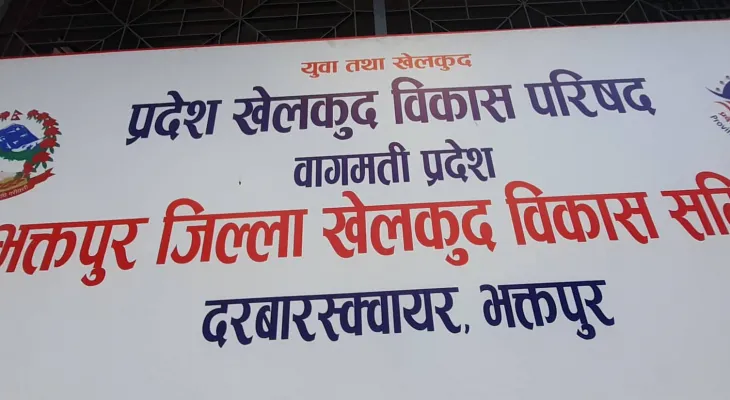 युवा तथा खेलकुद
प्रदेश खेलकुद विकास परिषद
वागमती प्रदेश
भक्तपुर जिल्ला खेलकुद विकास
दरबारस्क्वायर, भक्तपुर